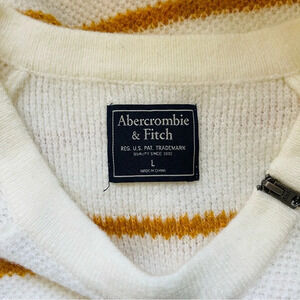 Abercrombie
& Fitch
REG. U.S. PAT. TRADEMARK
QUALITY SINCE 1892
L
MADE IN CHINA